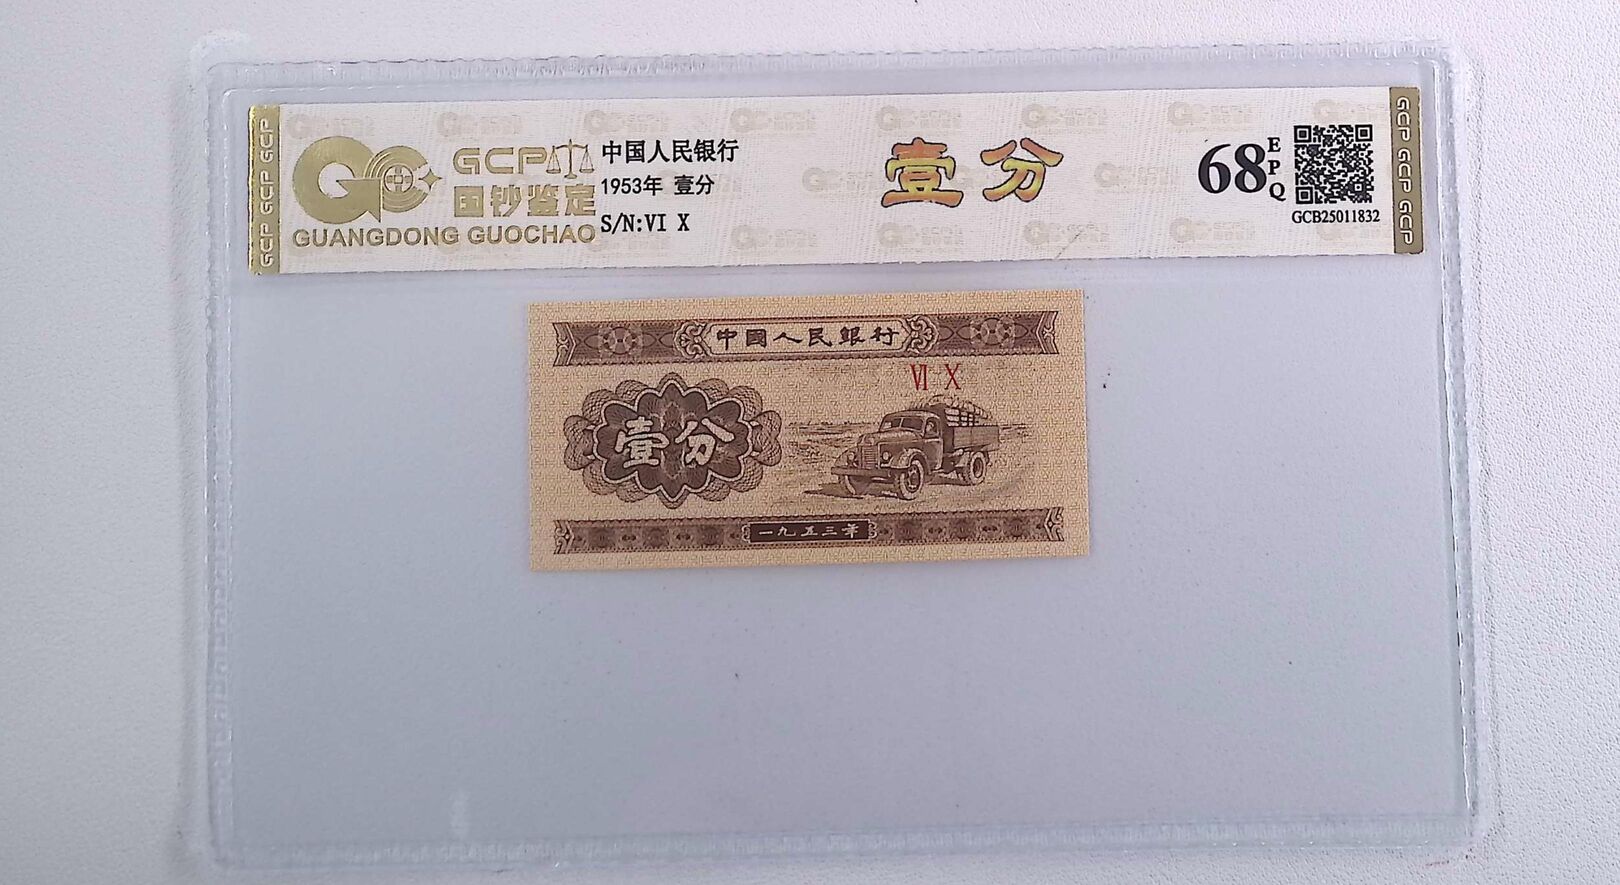 GCP GCP GCP
GCP
国钞鉴定
GUANGDONG GUOCHAO
中国人民银行
1953年 壹分
S/N:VI X
壹分
68
EPQ
GCB25011832
GCP GCP GCP
中国人民银行
VI X
壹分
一九五三年